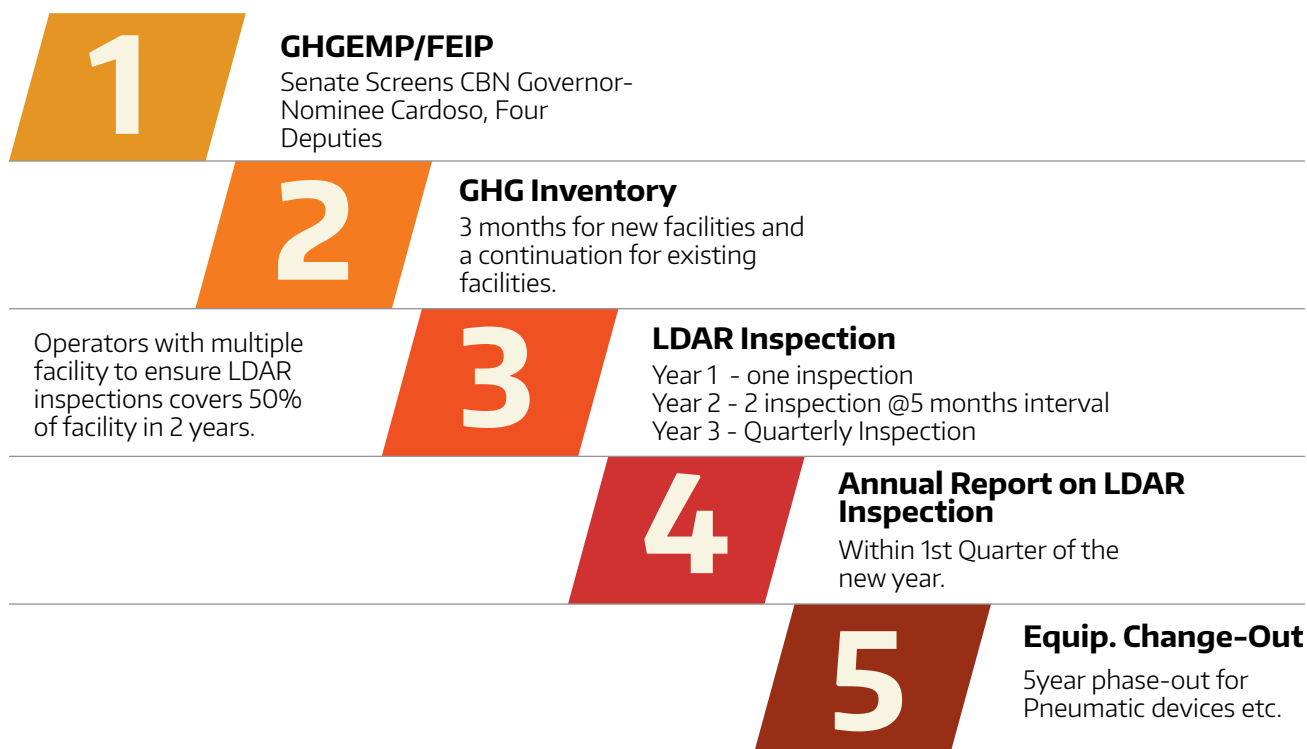 1
GHGEMP/FEIP
Senate Screens CBN Governor-
Nominee Cardoso, Four
Deputies
2
GHG Inventory
3 months for new facilities and
a continuation for existing
facilities.
Operators with multiple
facility to ensure LDAR
inspections covers 50%
of facility in 2 years.
3
LDAR Inspection
Year 1 - one inspection
Year 2 - 2 inspection @5 months interval
Year 3 - Quarterly Inspection
4
Annual Report on LDAR
Inspection
Within 1st Quarter of the
new year.
5
Equip. Change-Out
5year phase-out for
Pneumatic devices etc.